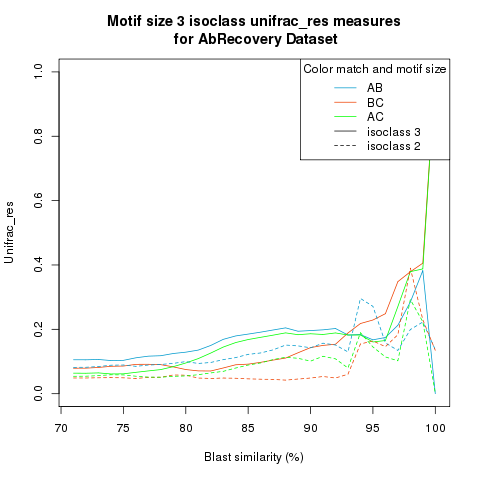 Motif size 3 isoclass unifrac_res measures
for AbRecovery Dataset
Color match and motif size
AB
BC
AC
isoclass 3
isoclass 2
Unifrac_res
1.0
0.8
0.6
0.4
0.2
0.0
70 75 80 85 90 95 100
Blast similarity (%)